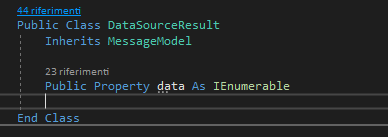 44 riferimenti
Public Class DataSourceResult
Inherits MessageModel
23 riferimenti
Public Property data As IEnumerable
End Class